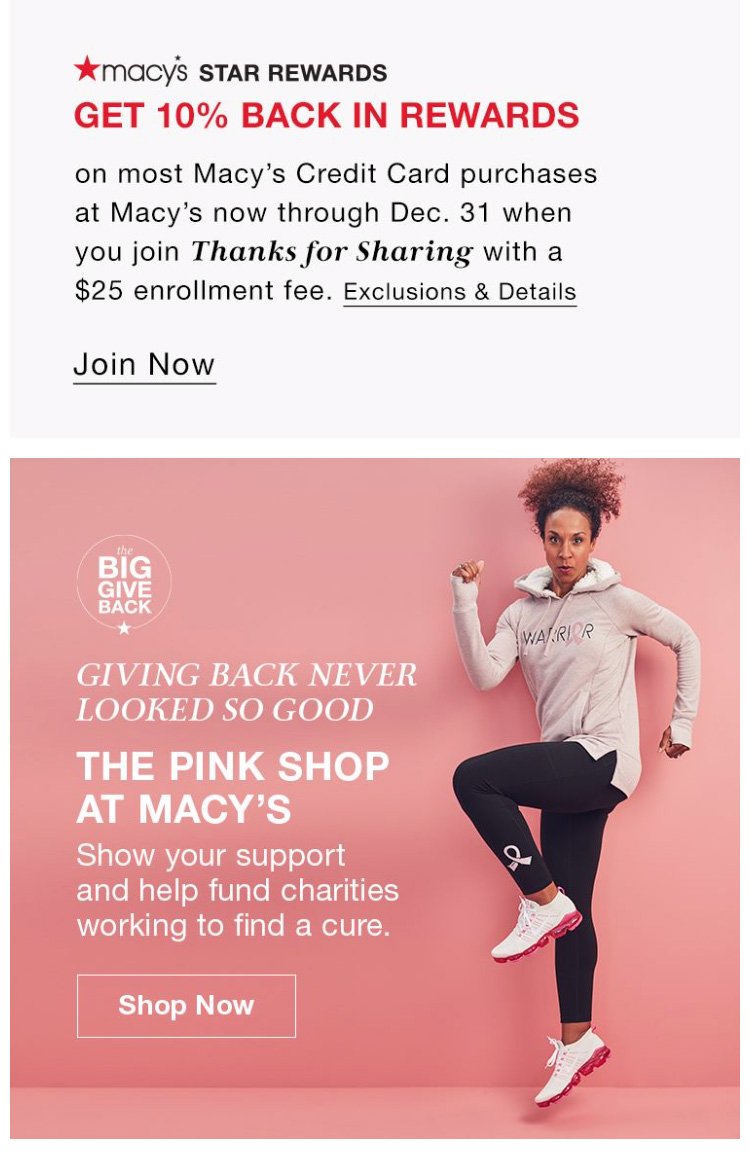 macy's STAR REWARDS
GET 10% BACK IN REWARDS
on most Macy's Credit Card purchases
at Macy's now through Dec. 31 when
you join Thanks for Sharing with a
$25 enrollment fee. Exclusions & Details
Join Now
the
BIG
GIVE
BACK
GIVING BACK NEVER
LOOKED SO GOOD
THE PINK SHOP
AT MACY'S
Show your support
and help fund charities
working to find a cure.
Shop Now
WARRIOR